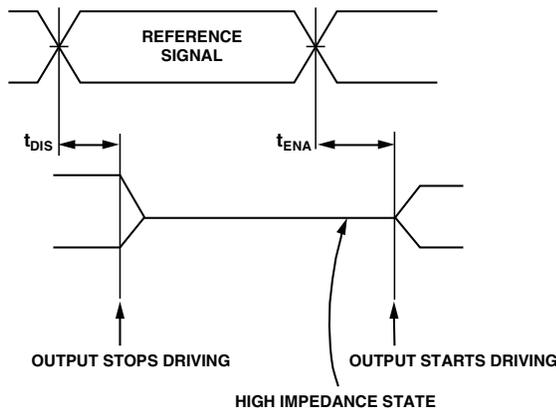 REFERENCE
SIGNAL
tDIS
tENA
OUTPUT STOPS DRIVING
OUTPUT STARTS DRIVING
HIGH IMPEDANCE STATE